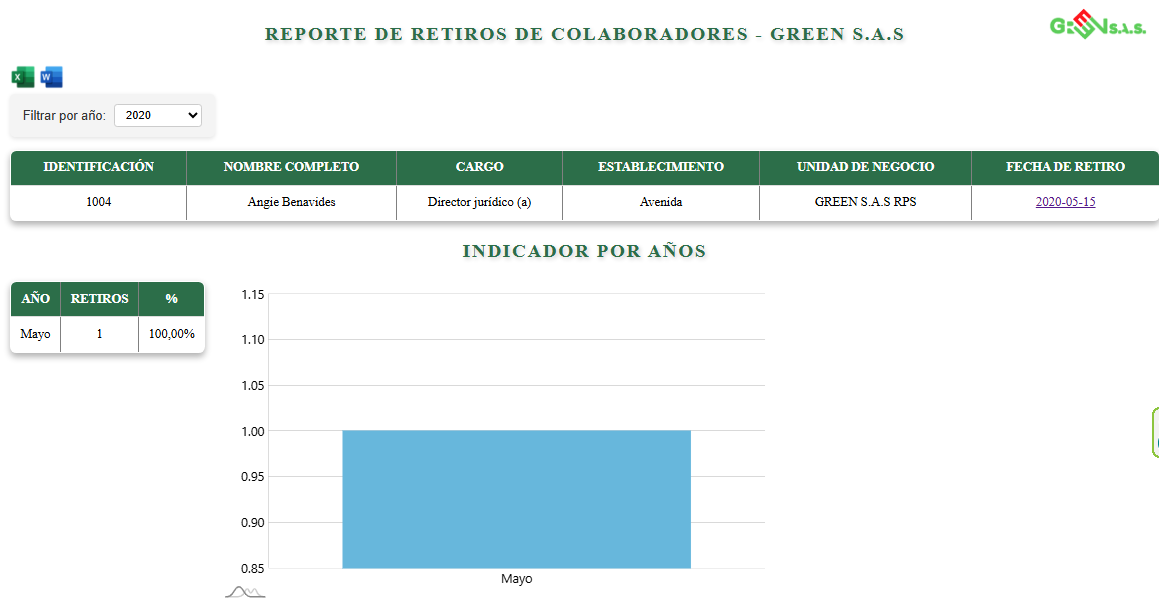 REPORTE DE RETIROS DE COLABORADORES - GREEN S.A.S
GREEN S.A.S.
X W
Filtrar por año: 2020
IDENTIFICACIÓN NOMBRE COMPLETO CARGO ESTABLECIMIENTO UNIDAD DE NEGOCIO FECHA DE RETIRO
1004 Angie Benavides Director jurídico (a) Avenida GREEN S.A.S RPS 2020-05-15
INDICADOR POR AÑOS
AÑO RETIROS %
Mayo 1 100,00%
1.15
1.10
1.05
1.00
0.95
0.90
0.85
Mayo